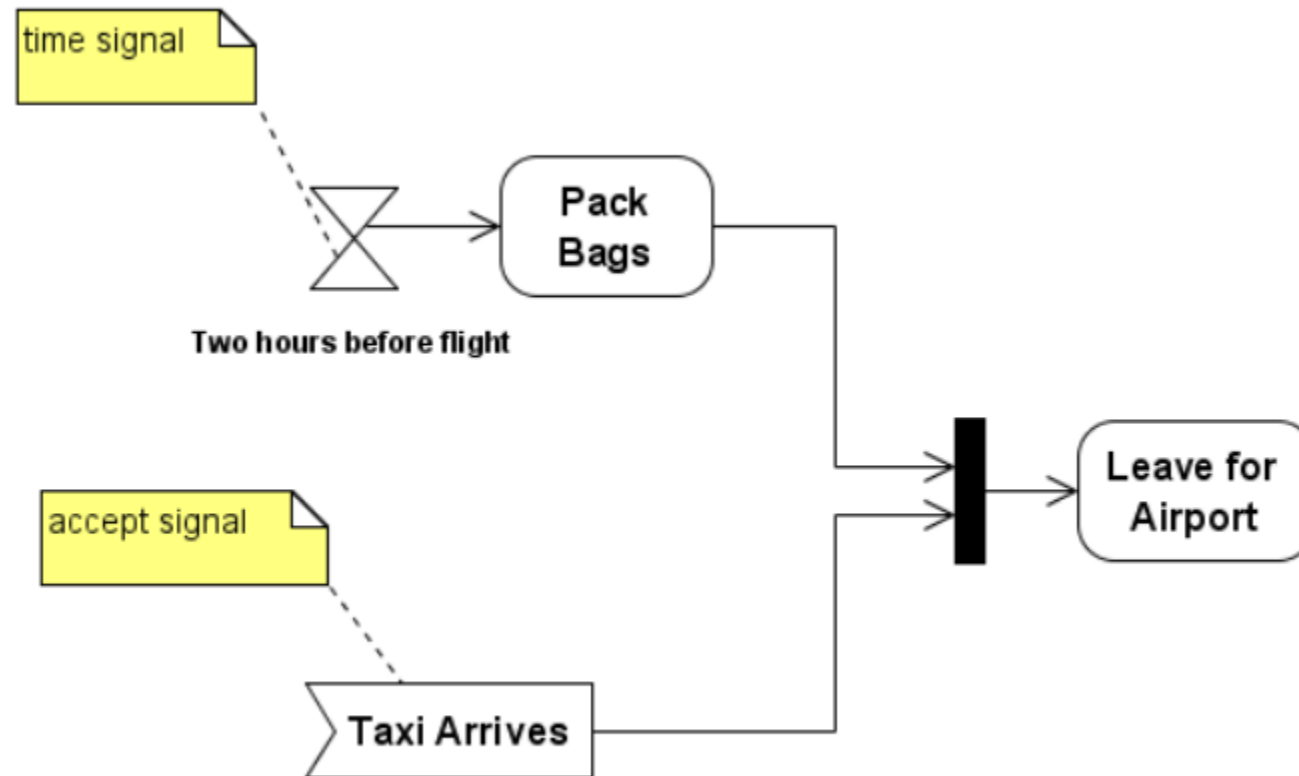 time signal
Pack
Bags
Two hours before flight
Leave for
Airport
accept signal
Taxi Arrives